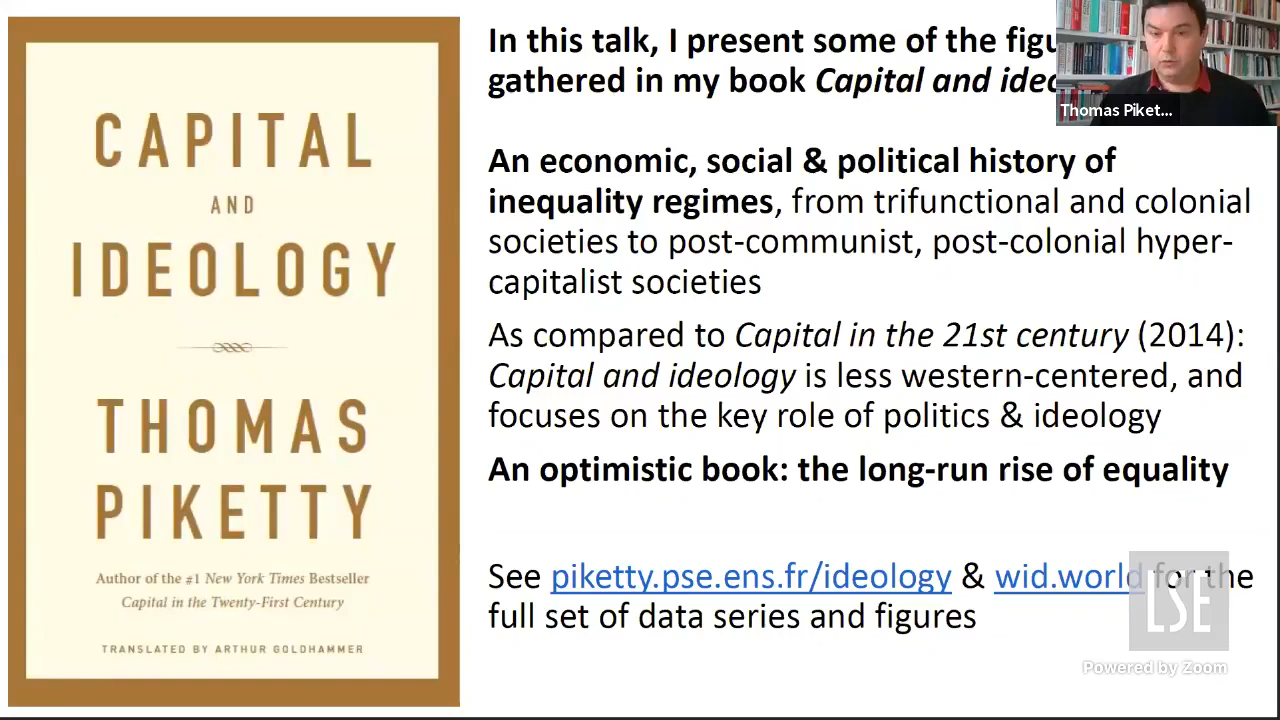 CAPITAL
AND
IDEOLOGY
THOMAS
PIKETTY
Author of the #1 New York Times Bestseller
Capital in the Twenty-First Century
TRANSLATED BY ARTHUR GOLDHAMMER
In this talk, I present some of the figu
gathered in my book Capital and ideo
An economic, social & political history of
inequality regimes, from trifunctional and colonial
societies to post-communist, post-colonial hyper-
capitalist societies
As compared to Capital in the 21st century (2014):
Capital and ideology is less western-centered, and
focuses on the key role of politics & ideology
An optimistic book: the long-run rise of equality
See piketty.pse.ens.fr/ideology & wid.world for the
full set of data series and figures
Thomas Piket...
LSE
Powered by Zoom